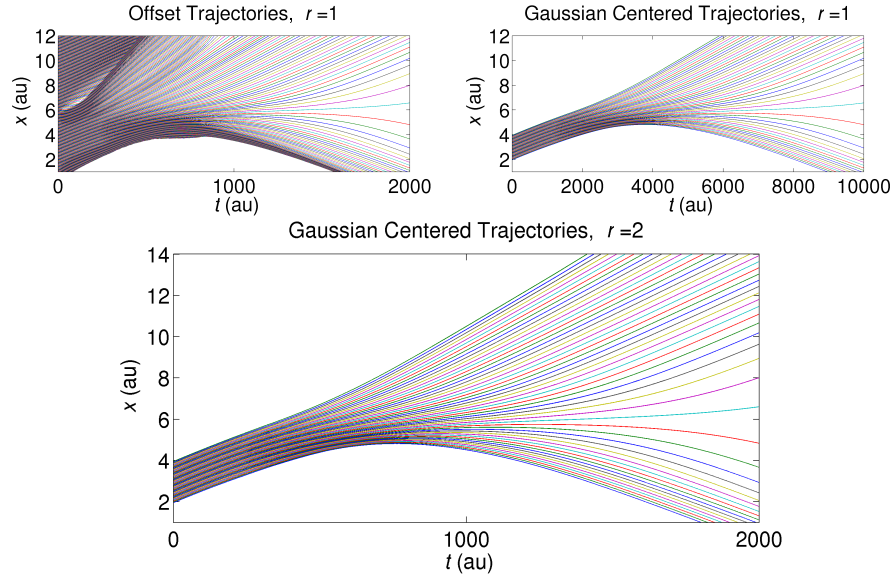 Offset Trajectories, r =1
12
10
8
6
4
2
x (au)
0 1000 2000
t (au)
Gaussian Centered Trajectories, r =1
12
10
8
6
4
2
x (au)
0 2000 4000 6000 8000 10000
t (au)
Gaussian Centered Trajectories, r =2
14
12
10
8
6
4
2
x (au)
0 1000 2000
t (au)